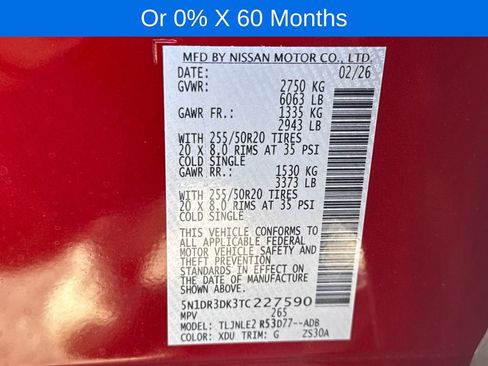 Or 0% X 60 Months
MFD BY NISSAN MOTOR CO., LTD
DATE: 02/26
GVWR: 2750 KG
6063 LB
GAWR FR.: 1335 KG
2943 LB
WITH 255/50R20 TIRES
20 X 8.0 RIMS AT 35 PSI
COLD SINGLE
GAWR RR.: 1530 KG
3373 LB
WITH 255/50R20 TIRES
20 X 8.0 RIMS AT 35 PSI
COLD SINGLE
THIS VEHICLE CONFORMS TO
ALL APPLICABLE FEDERAL
MOTOR VEHICLE SAFETY AND
THEFT PREVENTION
STANDARDS IN EFFECT ON
THE DATE OF MANUFACTURE
SHOWN ABOVE.
5N1DR3DK3TC227590
MPV 265
TLJNLE2 R53D77--ADB
COLOR: XDU TRIM: G ZS30A